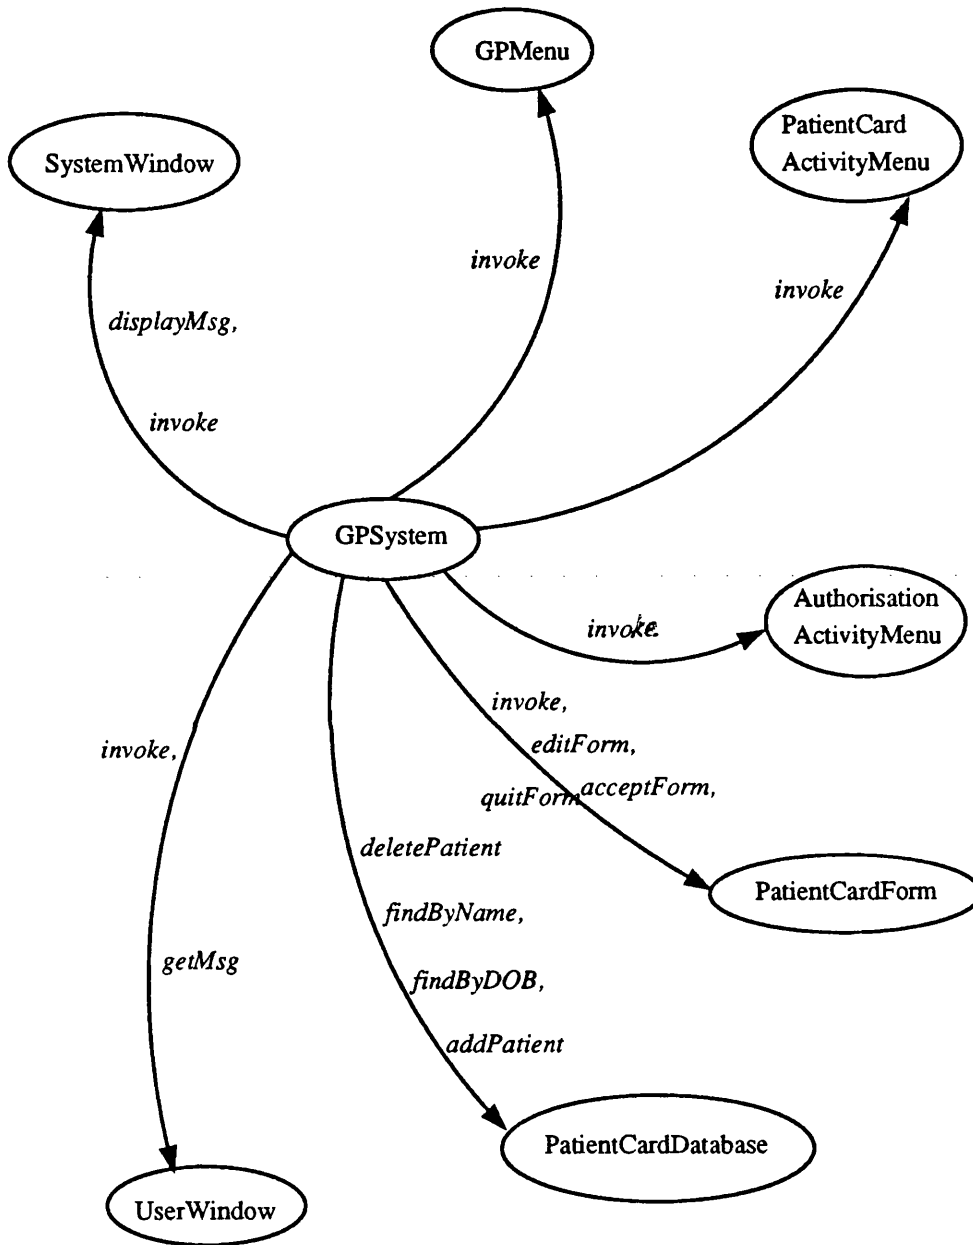 GPMenu
PatientCard
ActivityMenu
SystemWindow
invoke
invoke
displayMsg,
invoke
GPSystem
Authorisation
ActivityMenu
invoke
invoke,
editForm,
invoke,
acceptForm,
quitForm
deletePatient
PatientCardForm
findByName,
getMsg
findByDOB,
addPatient
PatientCardDatabase
UserWindow